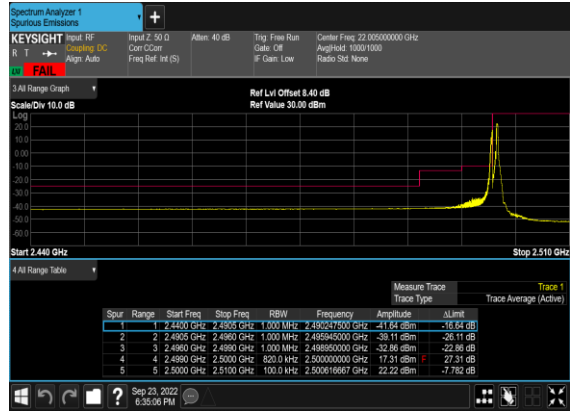 Spectrum Analyzer 1
Spurious Emissions
+
KEYSIGHT Input: RF Input Z: 50 Ω Atten: 40 dB Trig: Free Run Center Freq: 22.005000000 GHz
R T Coupling: DC Corr CCorr Gate: Off Avg|Hold: 1000/1000
Align: Auto Freq Ref: Int (S) IF Gain: Low Radio Std: None
LV FAIL
3 All Range Graph
Ref Lvl Offset 8.40 dB
Scale/Div 10.0 dB Ref Value 30.00 dBm
Log
20.0
10.0
0.00
-10.0
-20.0
-30.0
-40.0
-50.0
-60.0
Start 2.440 GHz Stop 2.510 GHz
4 All Range Table
Measure Trace Trace 1
Trace Type Trace Average (Active)
Spur Range Start Freq Stop Freq RBW Frequency Amplitude ΔLimit
1 1 2.4400 GHz 2.4905 GHz 1.000 MHz 2.490247500 GHz -41.64 dBm -16.64 dB
2 2 2.4905 GHz 2.4960 GHz 1.000 MHz 2.495945000 GHz -39.11 dBm -26.11 dB
3 3 2.4960 GHz 2.4990 GHz 1.000 MHz 2.498950000 GHz -32.86 dBm -22.86 dB
4 4 2.4990 GHz 2.5000 GHz 820.0 kHz 2.500000000 GHz 17.31 dBm F 27.31 dB
5 5 2.5000 GHz 2.5100 GHz 100.0 kHz 2.500616667 GHz 22.22 dBm -7.782 dB
? Sep 23, 2022
6:35:06 PM